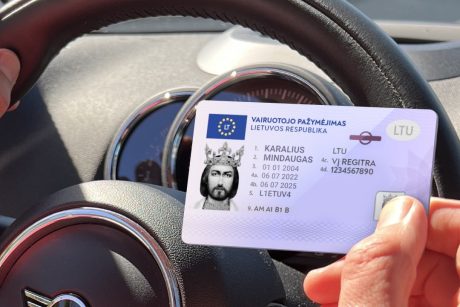 VAIRUOTOJO PAŽYMĖJIMAS
LIETUVOS RESPUBLIKA
LTU
LT
1. KARALIUS
2. MINDAUGAS
3. 01 01 2004
LTU
4a. 06 07 2022
4c. VĮ REGITRA
4b. 06 07 2025
4d. 1234567890
5. L1ETUV4
9. AM A1 B1 B